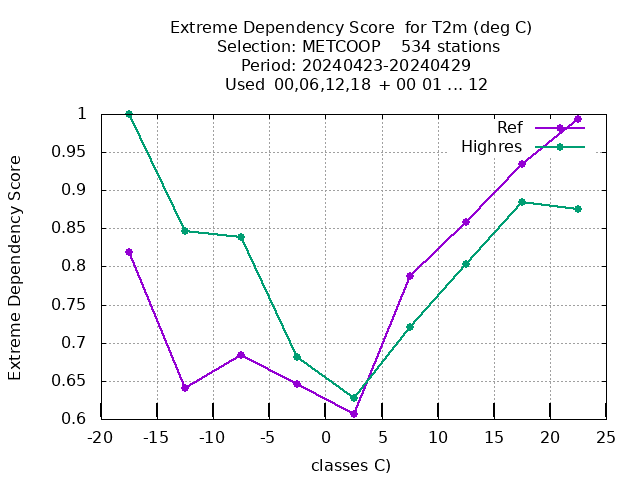 Extreme Dependency Score  for T2m (deg C)
Selection: METCOOP    534 stations
Period: 20240423-20240429
Used  00,06,12,18 + 00 01 ... 12
Ref
Highres
Extreme Dependency Score
1
0.95
0.9
0.85
0.8
0.75
0.7
0.65
0.6
-20 -15 -10 -5 0 5 10 15 20 25
classes C)